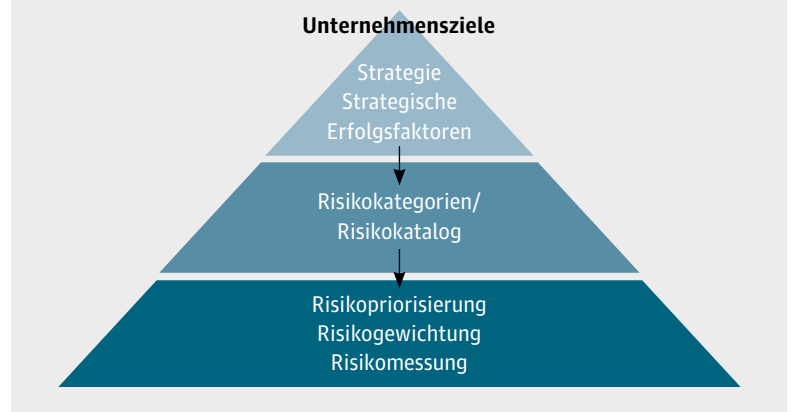 Unternehmensziele
Strategie
Strategische
Erfolgsfaktoren
Risikokategorien/
Risikokatalog
Risikopriorisierung
Risikogewichtung
Risikomessung